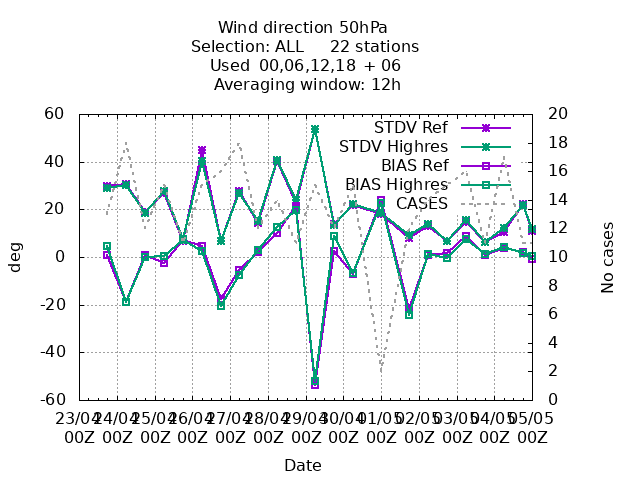 Wind direction 50hPa
Selection: ALL     22 stations
Used  00,06,12,18 + 06
Averaging window: 12h
60
40
20
0
-20
-40
-60
deg
20
18
16
14
12
10
8
6
4
2
0
No cases
STDV Ref
STDV Highres
BIAS Ref
BIAS Highres
CASES
23/04 24/04 25/04 26/04 27/04 28/04 29/04 30/04 01/05 02/05 03/05 04/05 05/05
00Z 00Z 00Z 00Z 00Z 00Z 00Z 00Z 00Z 00Z 00Z 00Z 00Z
Date